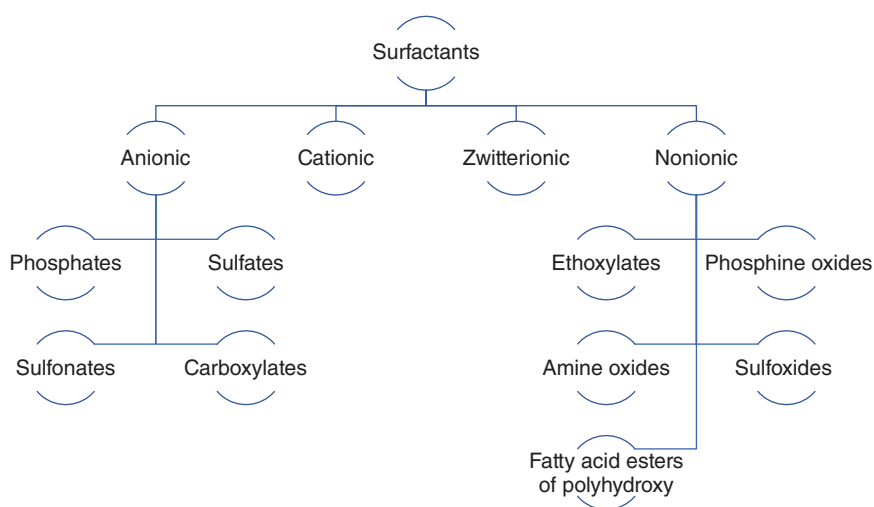 Surfactants
Anionic
Cationic
Zwitterionic
Nonionic
Phosphates
Sulfates
Ethoxylates
Phosphine oxides
Sulfonates
Carboxylates
Amine oxides
Sulfoxides
Fatty acid esters
of polyhydroxy